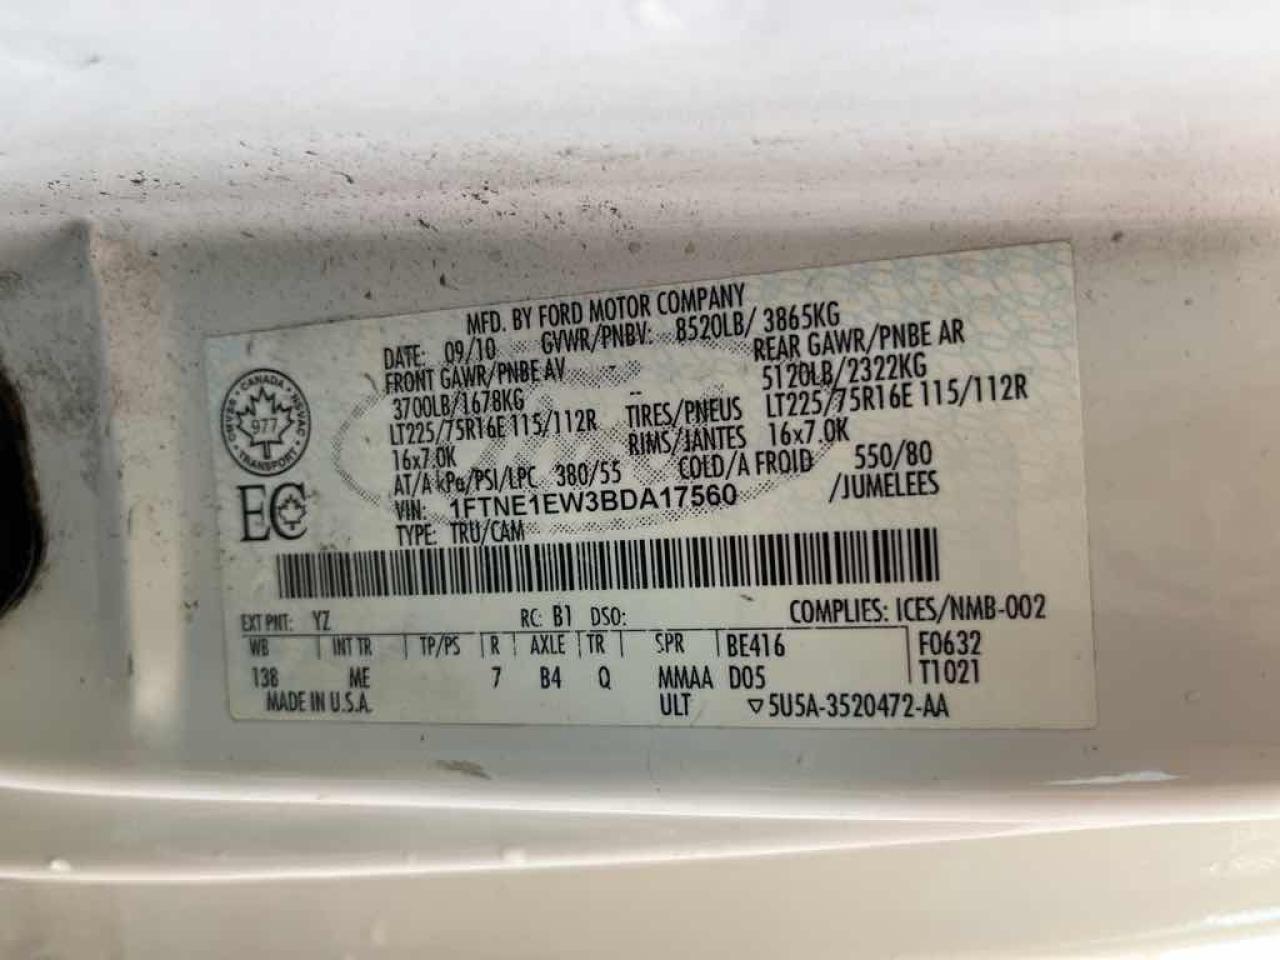 MFD. BY FORD MOTOR COMPANY
DATE: 09/10 GVWR/PNBV: 8520LB/ 3865KG
FRONT GAWR/PNBE AV - REAR GAWR/PNBE AR
3700LB/1678KG -- 5120LB/2322KG
LT225/75R16E 115/112R TIRES/PNEUS LT225/75R16E 115/112R
16x7.0K RIMS/JANTES 16x7.0K
AT/A kPa/PSI/LPC 380/55 COLD/A FROID 550/80
VIN: 1FTNE1EW3BDA17560 /JUMELEES
TYPE: TRU/CAM
CANADA
977
TRANSPORT
EC
EXT PNT: YZ RC: B1 DSO: COMPLIES: ICES/NMB-002
WB INT TR TP/PS R AXLE TR SPR BE416 F0632
138 ME 7 B4 Q MMAA D05 T1021
MADE IN U.S.A. ULT ▽5U5A-3520472-AA